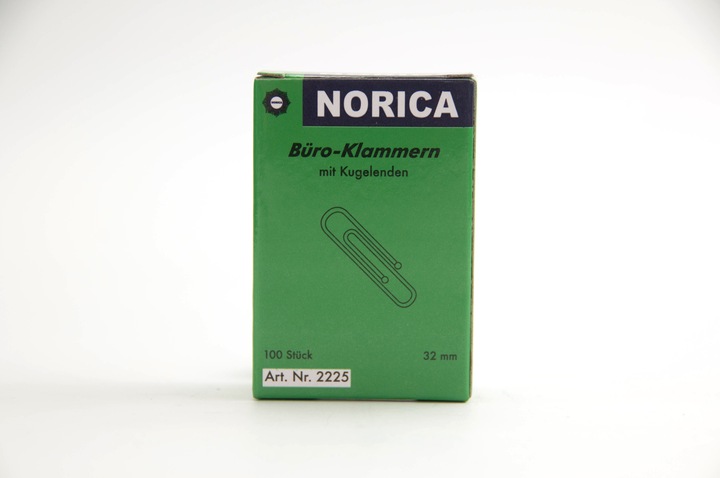 NORICA
Büro-Klammern
mit Kugelenden
100 Stück 32 mm
Art. Nr. 2225